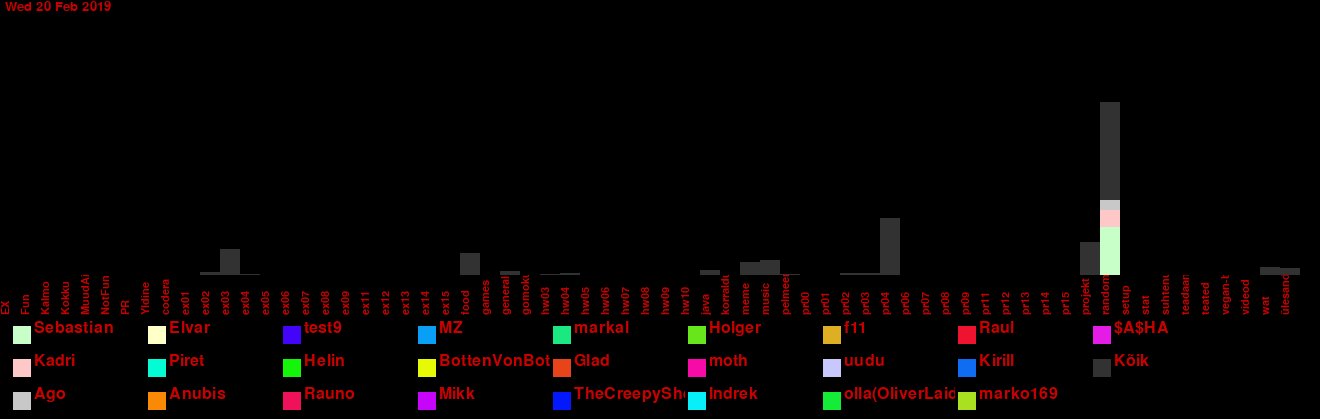 Wed 20 Feb 2019
EX Fun Kalmo Kokku MuudAi NotFun PR Yldine codera ex01 ex02 ex03 ex04 ex05 ex06 ex07 ex08 ex09 ex11 ex12 ex13 ex14 ex15 food games general gomoku hw03 hw04 hw05 hw06 hw07 hw08 hw09 hw10 java korraldu meme music pelmee pr00 pr01 pr02 pr03 pr04 pr06 pr07 pr08 pr09 pr11 pr12 pr13 pr14 pr15 projekt random setup stat suhtenu teadaan teated vegan-t videod wat ülesand
Sebastian Elvar test9 MZ markal Holger f11 Raul $A$HA
Kadri Piret Helin BottenVonBot Glad moth uudu Kirill Kõik
Ago Anubis Rauno Mikk TheCreepySh Indrek olla(OliverLaid marko169